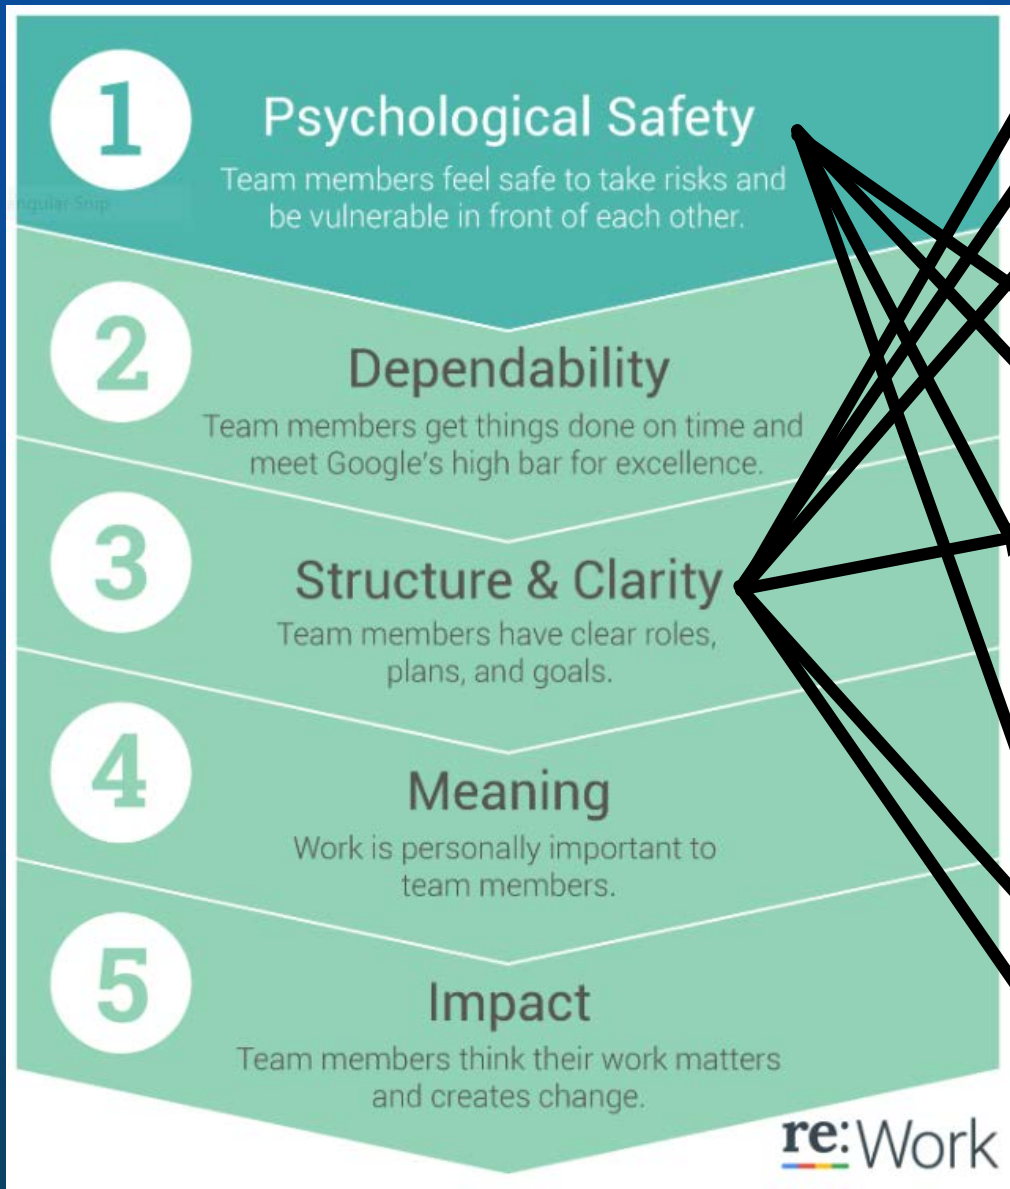 1
Psychological Safety
Team members feel safe to take risks and
be vulnerable in front of each other.
Snip
2
Dependability
Team members get things done on time and
meet Google's high bar for excellence.
3
Structure & Clarity
Team members have clear roles,
plans, and goals.
4
Meaning
Work is personally important to
team members.
5
Impact
Team members think their work matters
and creates change.
re:Work